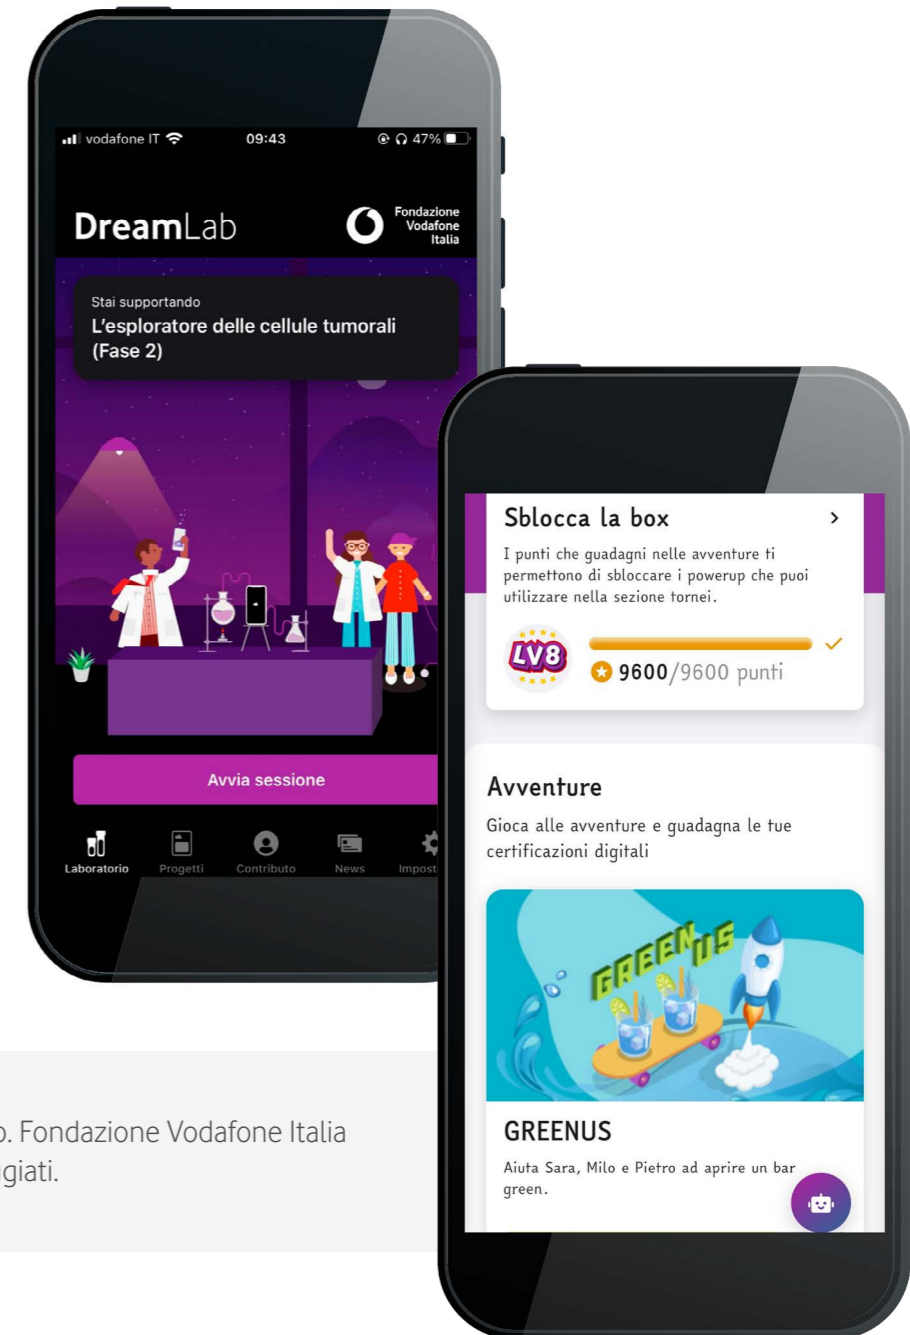 vodafone IT
09:43
47%
DreamLab
Fondazione
Vodafone
Italia
Stai supportando
L'esploratore delle cellule tumorali
(Fase 2)
Avvia sessione
Laboratorio
Progetti
Contributo
News
Sblocca la box
I punti che guadagni nelle avventure ti
permettono di sbloccare i powerup che puoi
utilizzare nella sezione tornei.
LV8
9600/9600 punti
Avventure
Gioca alle avventure e guadagna le tue
certificazioni digitali
GREENUS
GREENUS
Aiuta Sara, Milo e Pietro ad aprire un bar
green.
Fondazione Vodafone Italia